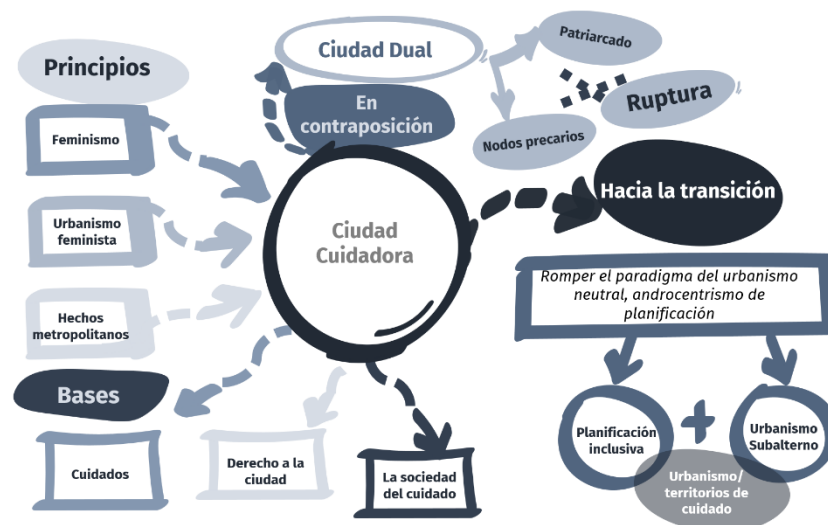 Principios
Feminismo
Urbanismo
feminista
Hechos
metropolitanos
Bases
Cuidados
Derecho a la
ciudad
La sociedad
del cuidado
Ciudad Dual
En
contraposición
Ciudad
Cuidadora
Patriarcado
Ruptura
Nodos precarios
Hacia la transición
Romper el paradigma del urbanismo
neutral, androcentrismo de
planificación
Planificación
inclusiva
Urbanismo
Subalterno
Urbanismo/
territorios de
cuidado